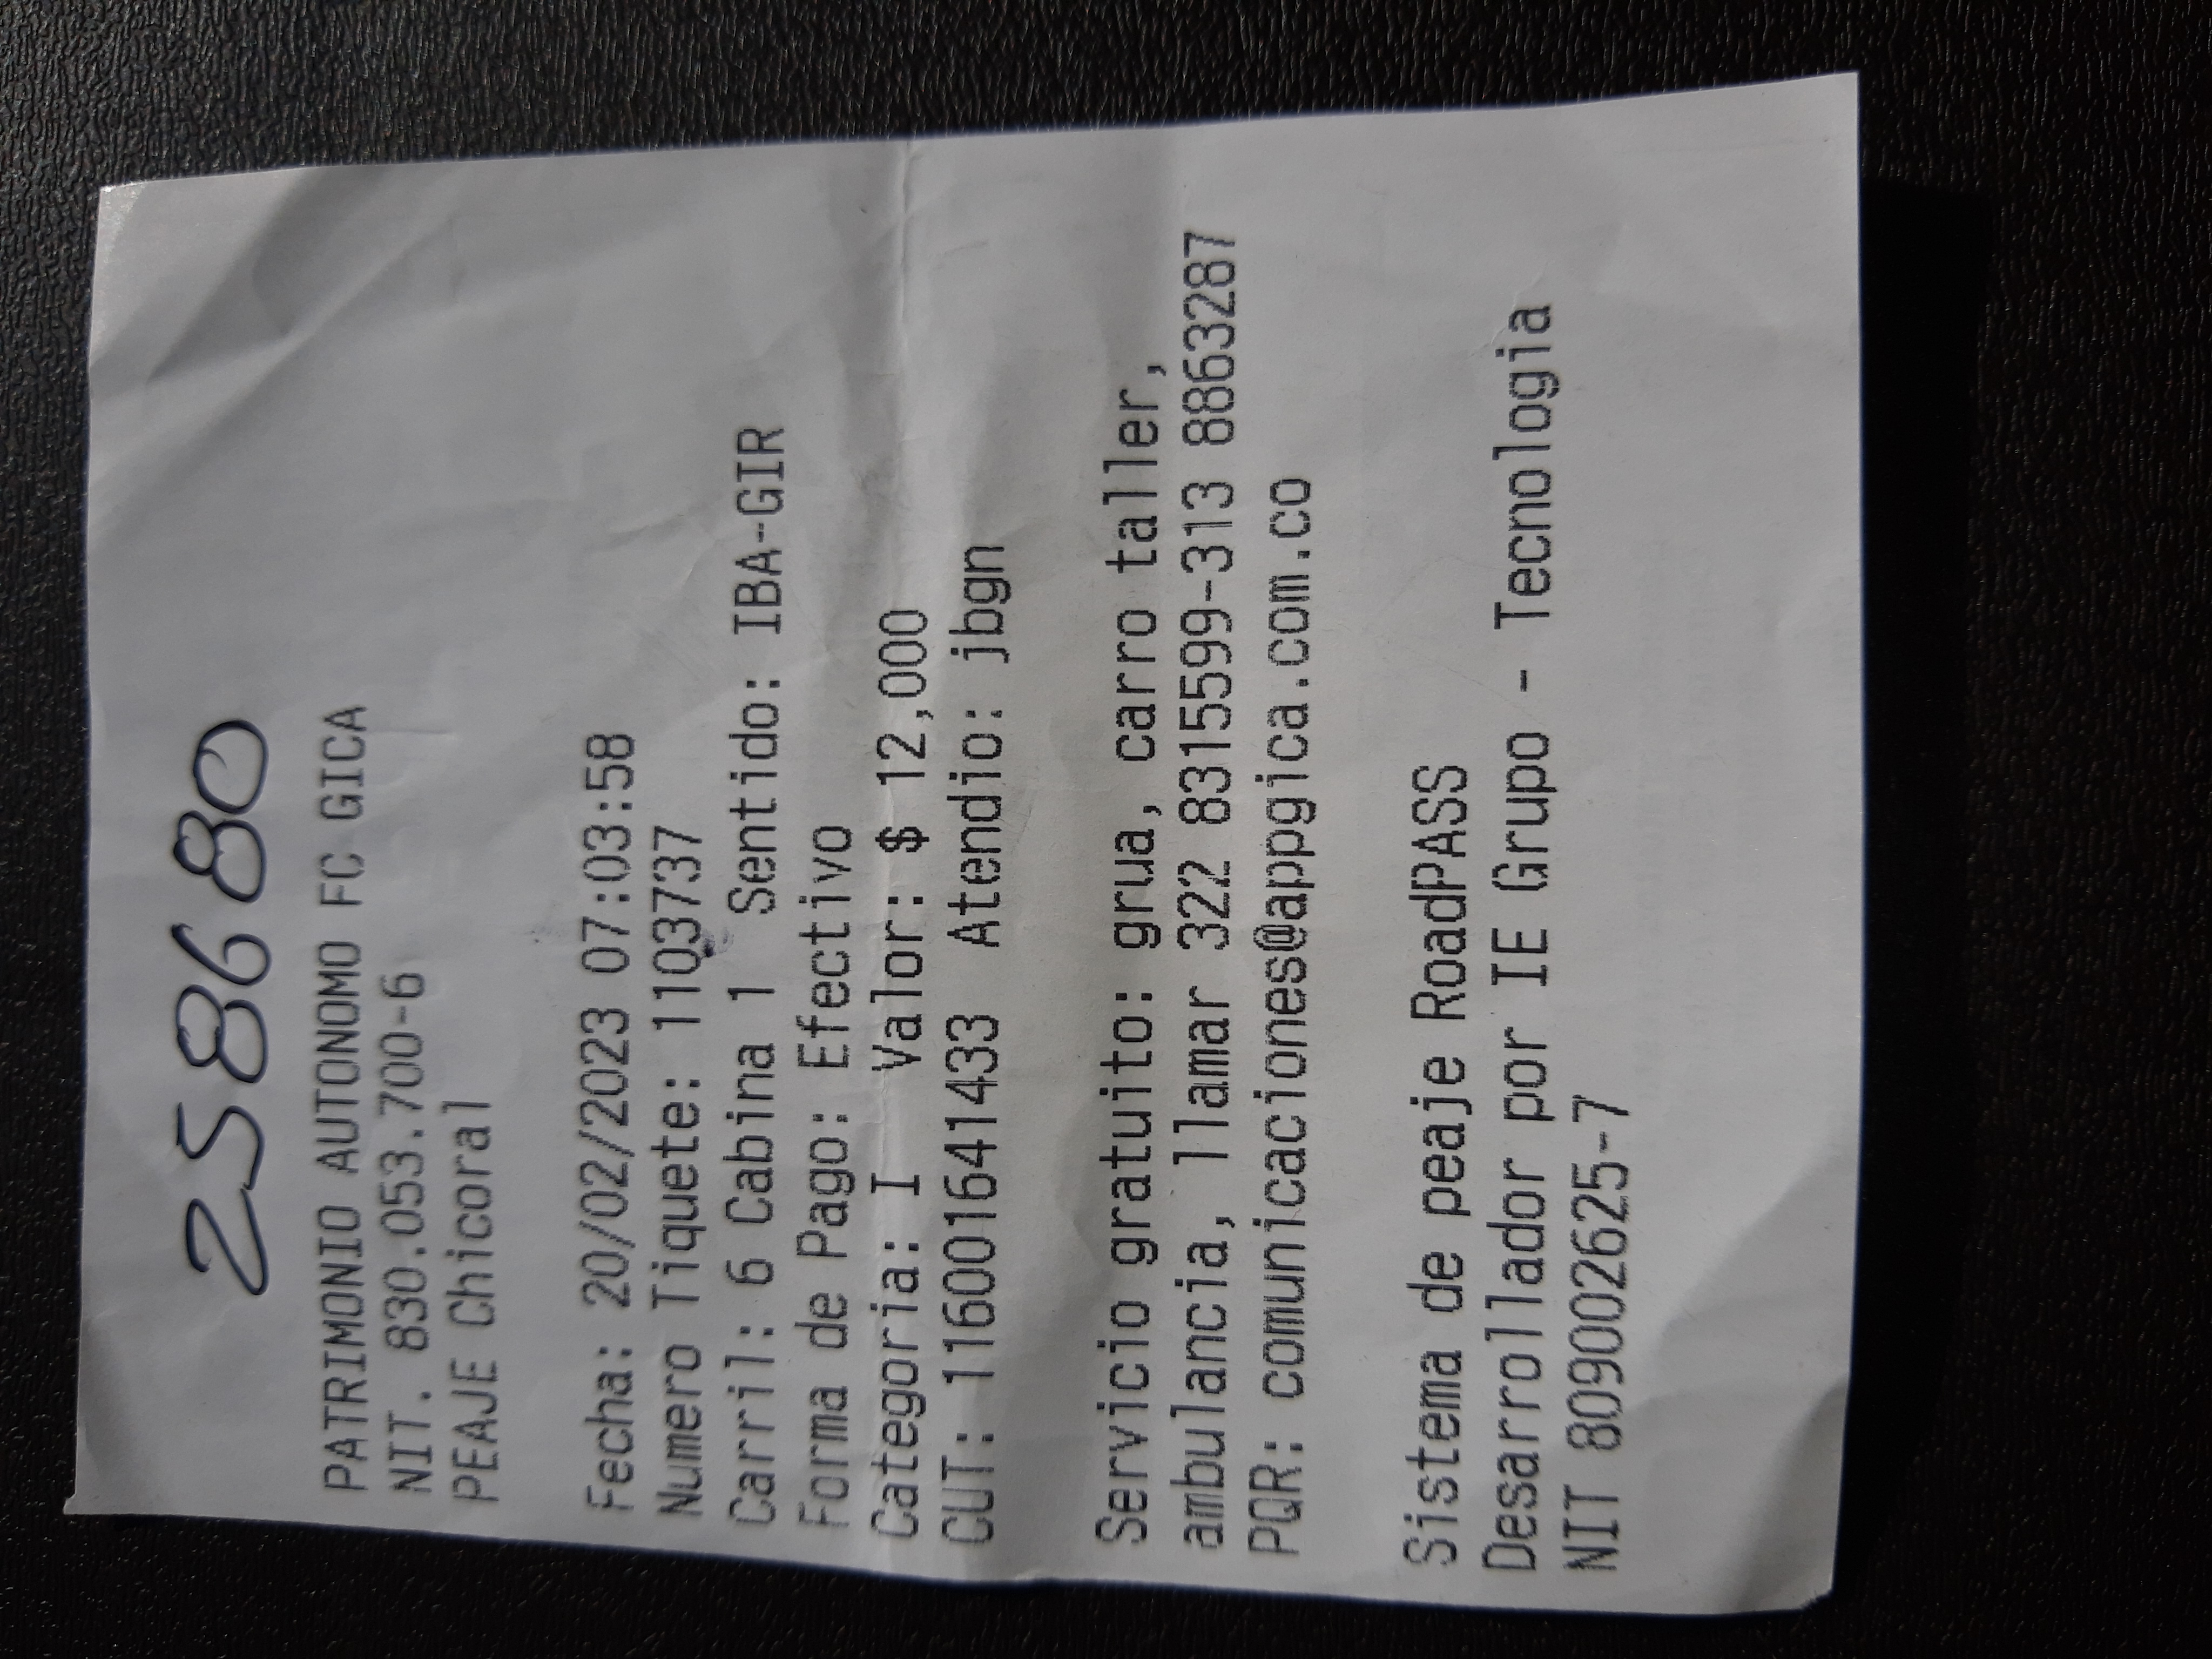 258680
PATRIMONIO AUTONOMO FC GICA
NIT. 830.053.700-6
PEAJE Chicoral
Fecha: 20/02/2023 07:03:58
Numero Tiquete: 1103737
Carril: 6 Cabina 1 Sentido: IBA-GIR
Forma de Pago: Efectivo
Categoria: I Valor: $ 12,000
CUT: 116001641433 Atendio: jbgn
Servicio gratuito: grua, carro taller,
ambulancia, llamar 322 8315599-313 8863287
PQR: comunicaciones@appgica.com.co
Sistema de peaje RoadPASS
Desarrollador por IE Grupo - Tecnologia
NIT 809002625-7